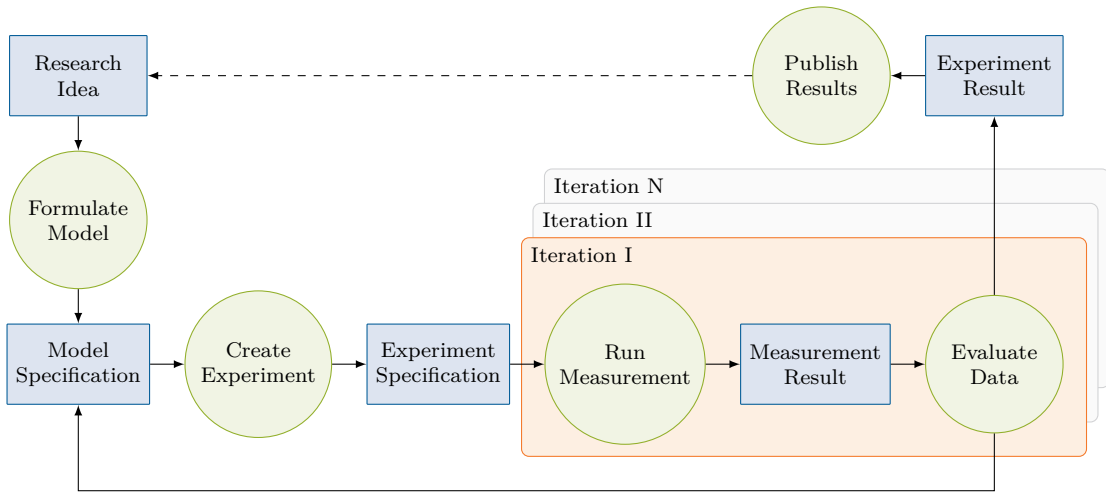 Research
Idea
Publish
Results
Experiment
Result
Formulate
Model
Iteration N
Iteration II
Iteration I
Model
Specification
Create
Experiment
Experiment
Specification
Run
Measurement
Measurement
Result
Evaluate
Data